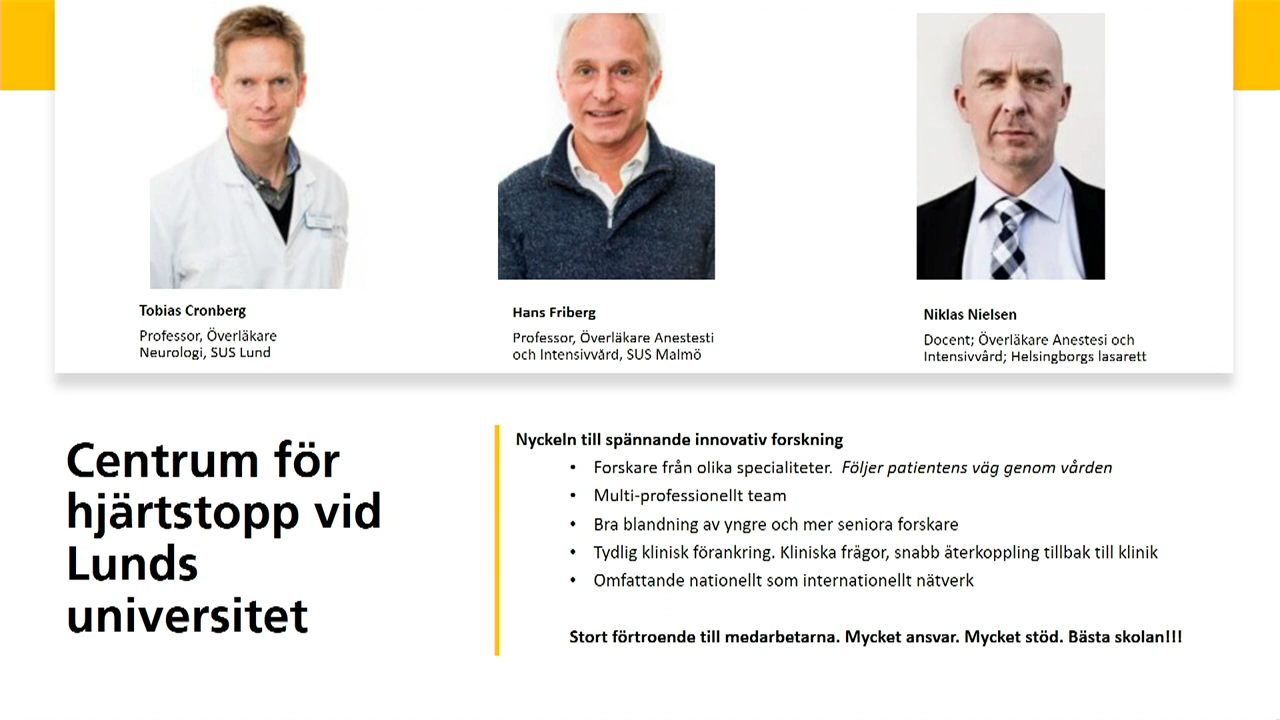 Tobias Cronberg
Professor, Överläkare
Neurologi, SUS Lund
Hans Friberg
Professor, Överläkare Anestesti
och Intensivvård, SUS Malmö
Niklas Nielsen
Docent; Överläkare Anestesi och
Intensivvård; Helsingborgs lasarett
Centrum för
hjärtstopp vid
Lunds
universitet
Nyckeln till spännande innovativ forskning
• Forskare från olika specialiteter. Följer patientens väg genom vården
• Multi-professionellt team
• Bra blandning av yngre och mer seniora forskare
• Tydlig klinisk förankring. Kliniska frågor, snabb återkoppling tillbak till klinik
• Omfattande nationellt som internationellt nätverk
Stort förtroende till medarbetarna. Mycket ansvar. Mycket stöd. Bästa skolan!!!